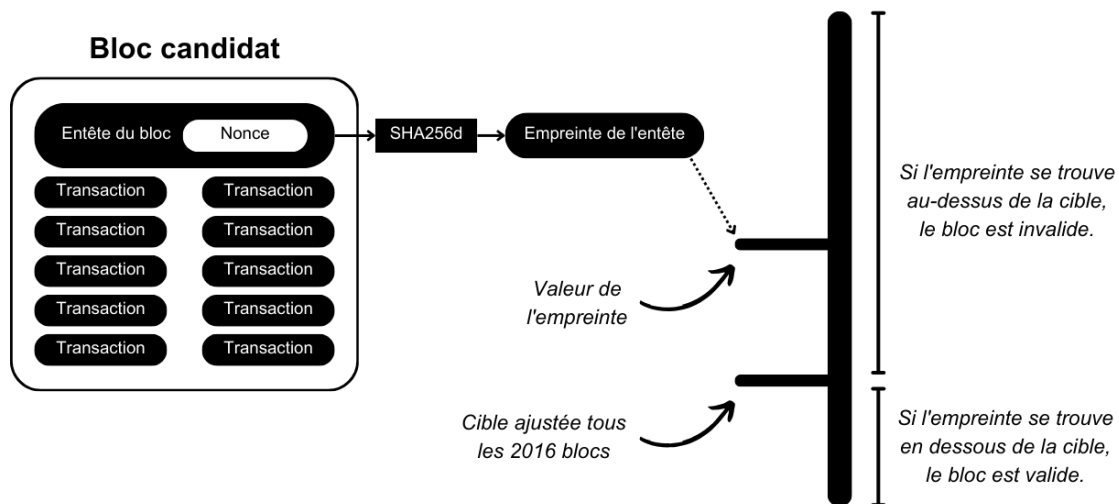 Bloc candidat
Entête du bloc
Nonce
SHA256d
Empreinte de l'entête
Transaction
Transaction
Transaction
Transaction
Transaction
Transaction
Transaction
Transaction
Transaction
Transaction
Valeur de
l'empreinte
Cible ajustée tous
les 2016 blocs
Si l'empreinte se trouve
au-dessus de la cible,
le bloc est invalide.
Si l'empreinte se trouve
en dessous de la cible,
le bloc est valide.